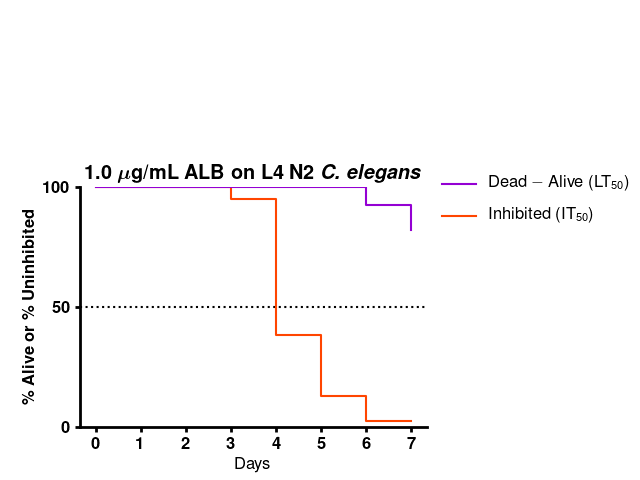 1.0 μg/mL ALB on L4 N2 C. elegans
Dead − Alive (LT50)
Inhibited (IT50)
% Alive or % Uninhibited
100
50
0
0 1 2 3 4 5 6 7
Days